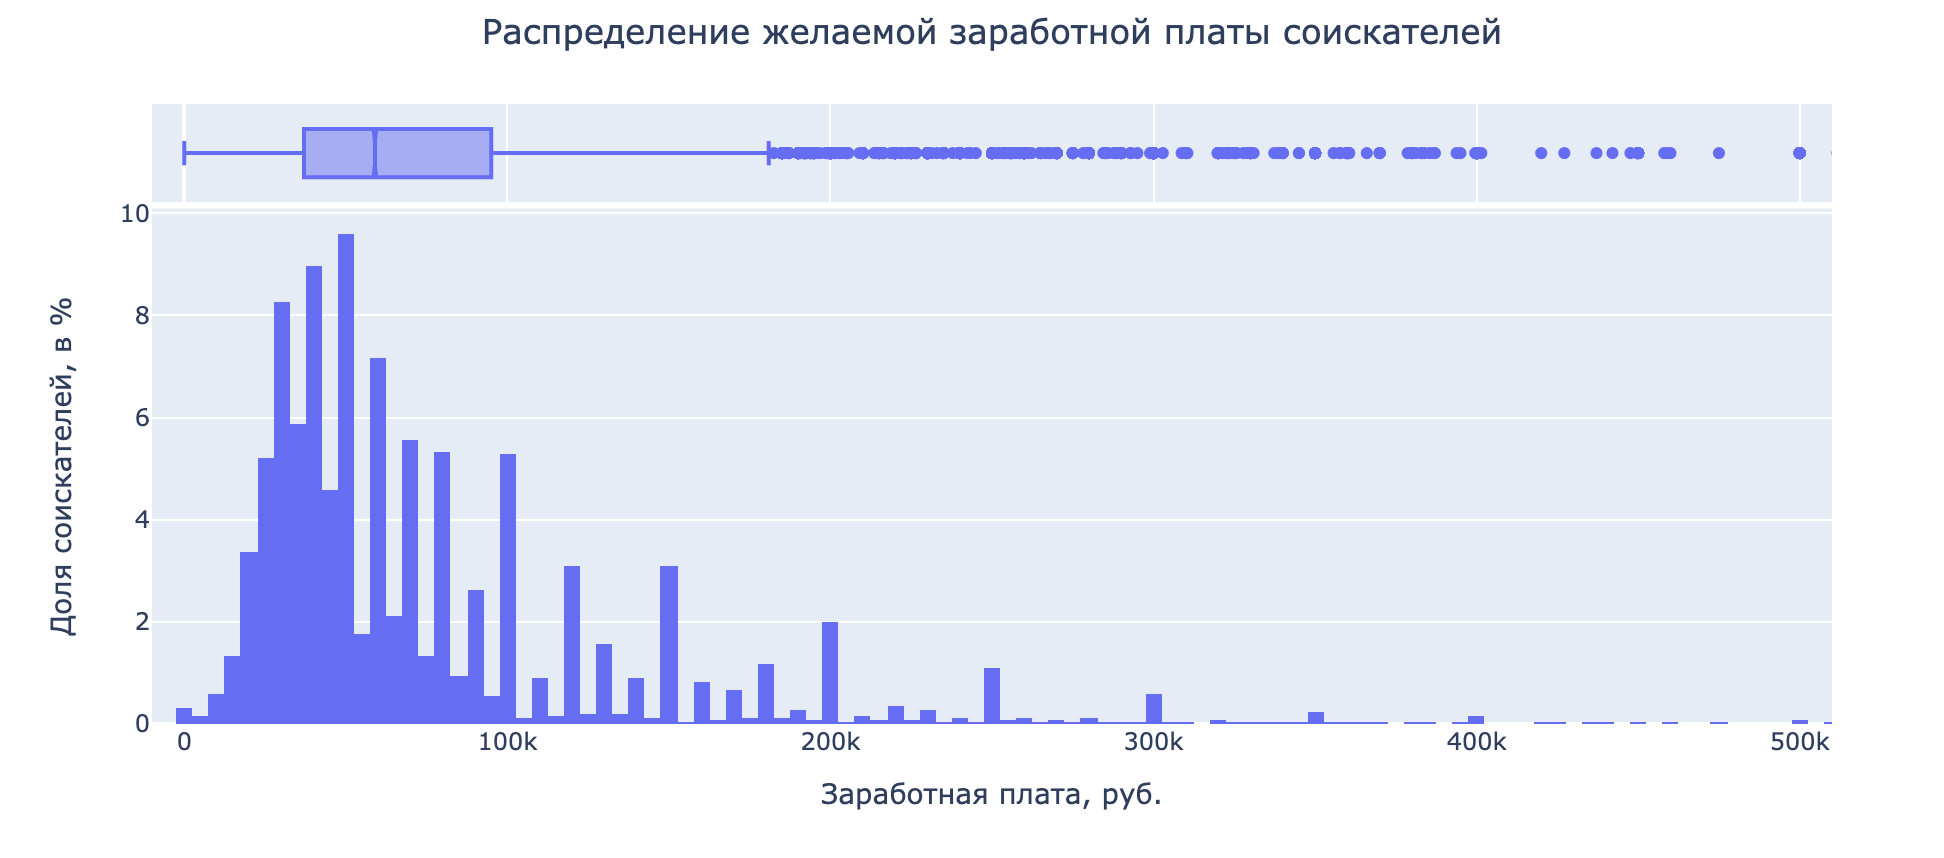 Распределение желаемой заработной платы соискателей
10
8
6
4
2
0
Доля соискателей, в %
0 100k 200k 300k 400k 500k
Заработная плата, руб.